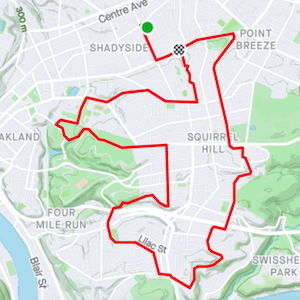 Centre Ave
300 m
SHADYSIDE
POINT
BREEZE
AKLAND
SQUIRREL
HILL
FOUR
MILE RUN
Lilac St
Blair St
SWISSHE
PARK